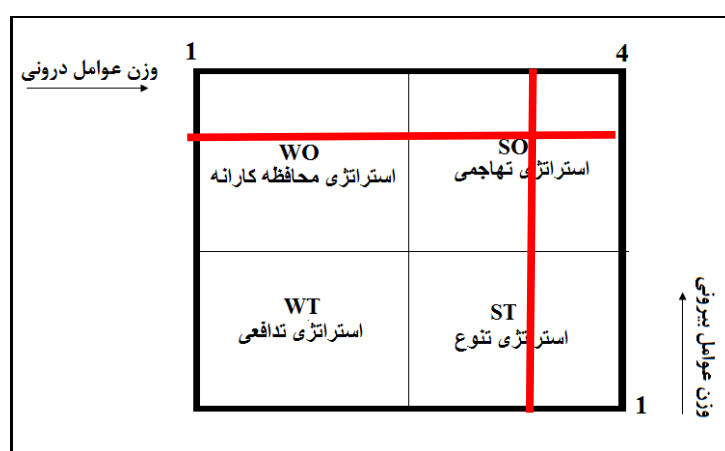 1
4
وزن عوامل درونی
WO
استراتژی محافظه کارانه
SO
استراتژی تهاجمی
WT
استراتژی تدافعی
ST
استراتژی تنوع
وزن عوامل بیرونی
1